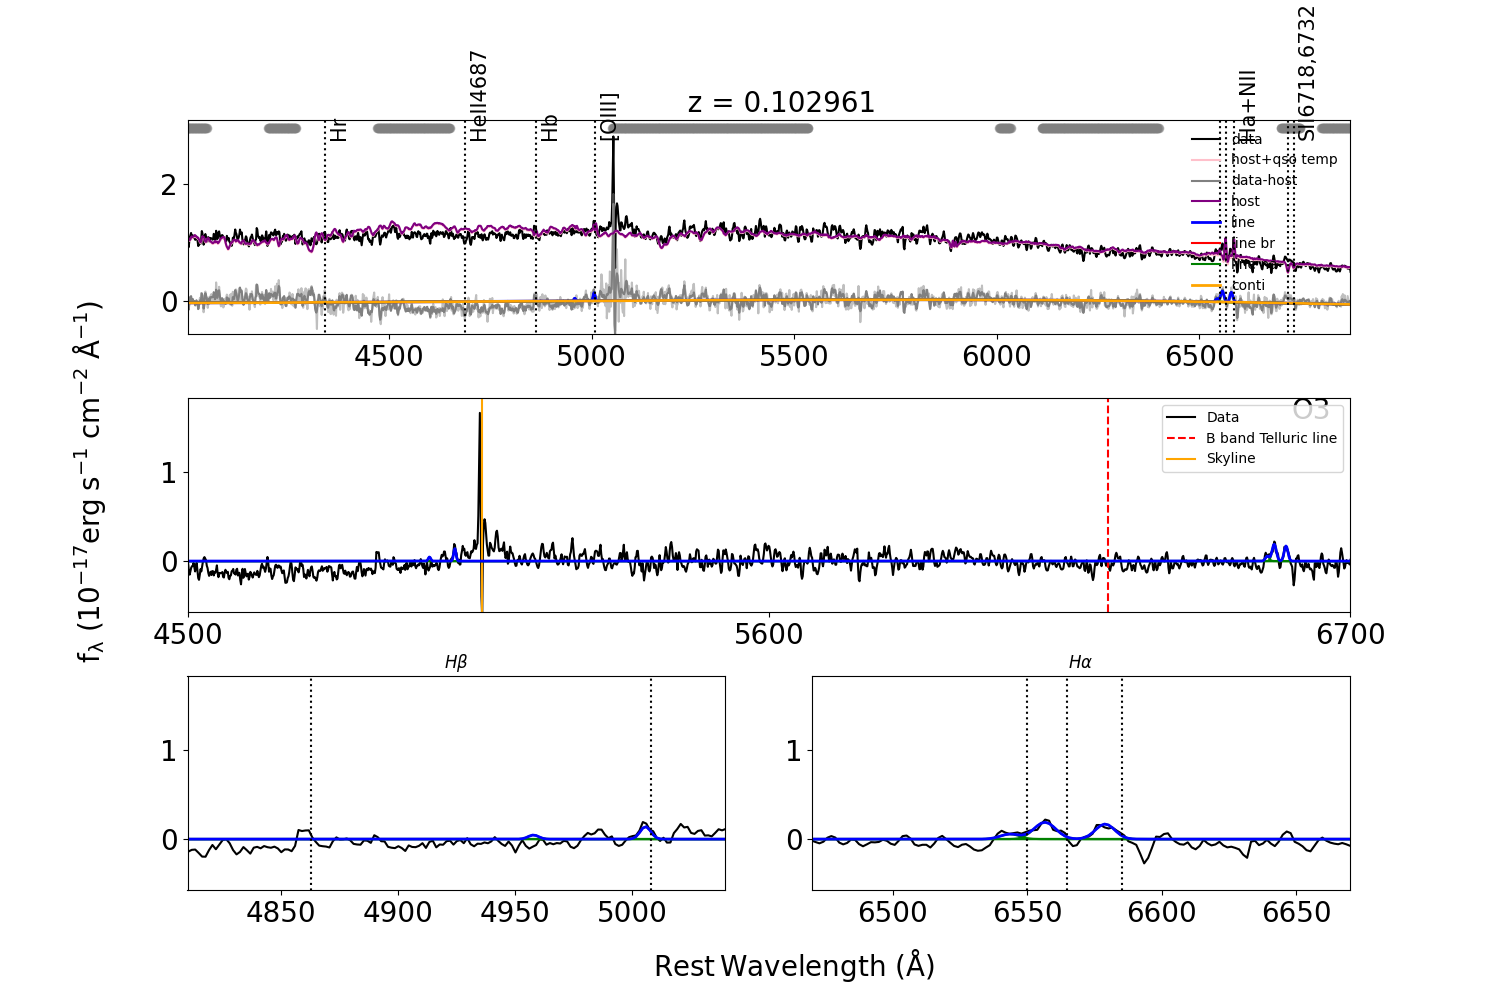 z = 0.102961
Hr
HeII4687
Hb
[OIII]
Ha+NII
SII6718,6732
data
host+qso temp
data-host
host
line
line br
conti
2
0
4500
5000
5500
6000
6500
O3
Data
B band Telluric line
Skyline
1
0
4500
5600
6700
fλ (10−17erg s−1 cm−2 Å−1)
Hβ
1
0
4850
4900
4950
5000
Hα
1
0
6500
6550
6600
6650
Rest Wavelength (Å)